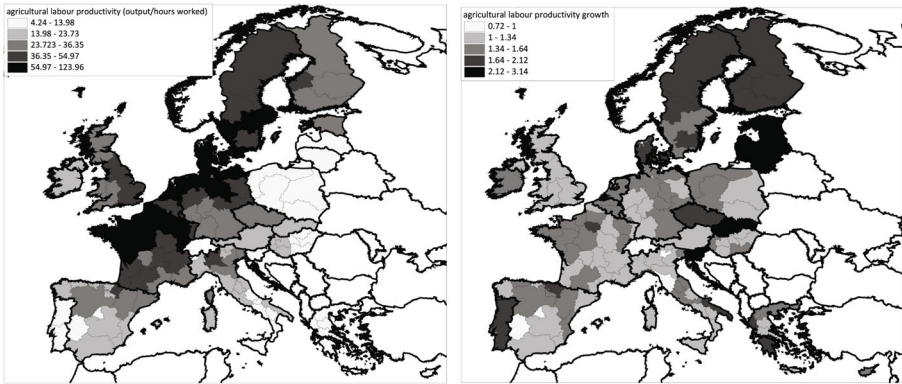 agricultural labour productivity (output/hours worked)
4.24 - 13.98
13.98 - 23.73
23.723 - 36.35
36.35 - 54.97
54.97 - 123.96
agricultural labour productivity growth
0.72 - 1
1 - 1.34
1.34 - 1.64
1.64 - 2.12
2.12 - 3.14